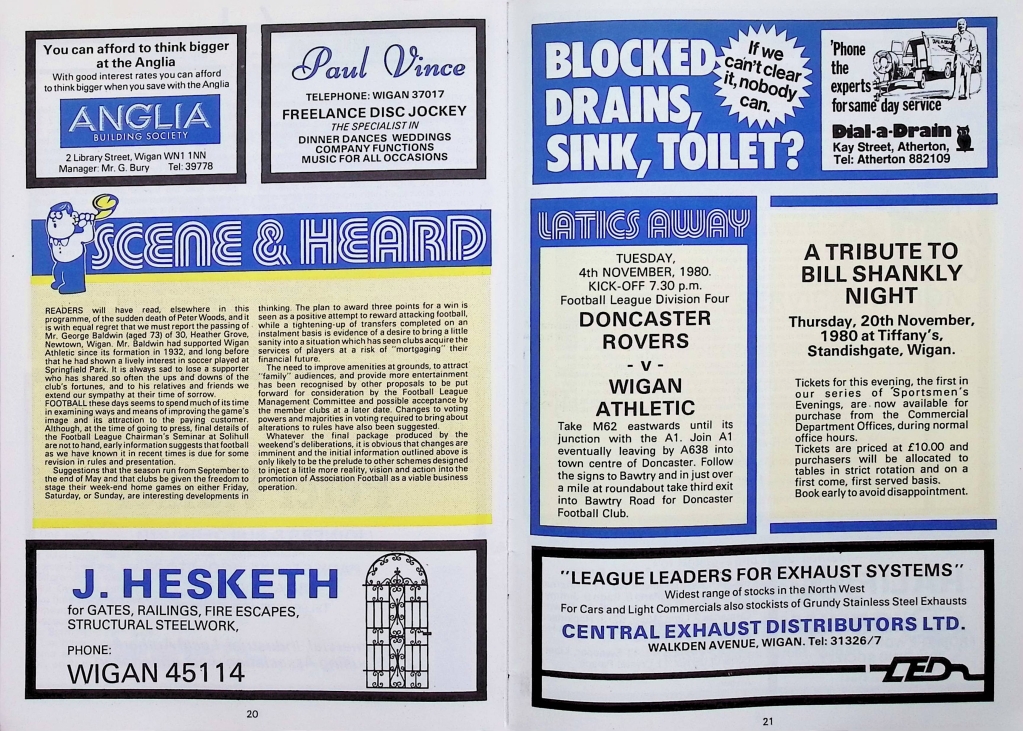 You can afford to think bigger
at the Anglia
With good interest rates you can afford
to think bigger when you save with the Anglia
ANGLIA
BUILDING SOCIETY
2 Library Street, Wigan WN1 1NN
Manager: Mr. G. Bury Tel: 39778
Paul Vince
TELEPHONE: WIGAN 37017
FREELANCE DISC JOCKEY
THE SPECIALIST IN
DINNER DANCES WEDDINGS
COMPANY FUNCTIONS
MUSIC FOR ALL OCCASIONS
SCENE & HEARD
READERS will have read, elsewhere in this
programme, of the sudden death of Peter Woods, and it
is with equal regret that we must report the passing of
Mr. George Baldwin (aged 73) of 30, Heather Grove,
Newtown, Wigan. Mr. Baldwin had supported Wigan
Athletic since its formation in 1932, and long before
that he had shown a lively interest in soccer played at
Springfield Park. It is always sad to lose a supporter
who has shared so often the ups and downs of the
club's fortunes, and to his relatives and friends we
extend our sympathy at their time of sorrow.
FOOTBALL these days seems to spend much of its time
in examining ways and means of improving the game's
image and its attraction to the paying customer.
Although, at the time of going to press, final details of
the Football League Chairman's Seminar at Solihull
are not to hand, early information suggests that football
as we have known it in recent times is due for some
revision in rules and presentation.
Suggestions that the season run from September to
the end of May and that clubs be given the freedom to
stage their week-end home games on either Friday,
Saturday, or Sunday, are interesting developments in
thinking. The plan to award three points for a win is
seen as a positive attempt to reward attacking football,
while a tightening-up of transfers completed on an
instalment basis is evidence of a desire to bring a little
sanity into a situation which has seen clubs acquire the
services of players at a risk of "mortgaging" their
financial future.
The need to improve amenities at grounds, to attract
"family" audiences, and provide more entertainment
has been recognised by other proposals to be put
forward for consideration by the Football League
Management Committee and possible acceptance by
the member clubs at a later date. Changes to voting
powers and majorities in voting required to bring about
alterations to rules have also been suggested.
Whatever the final package produced by the
weekend's deliberations, it is obvious that changes are
imminent and the initial information outlined above is
only likely to be the prelude to other schemes designed
to inject a little more reality, vision and action into the
promotion of Association Football as a viable business
operation.
J. HESKETH
for GATES, RAILINGS, FIRE ESCAPES,
STRUCTURAL STEELWORK,
PHONE:
WIGAN 45114
20
BLOCKED
DRAINS,
SINK, TOILET?
If we
can't clear
it, nobody
can.
'Phone
the
experts
for same day service
Dial-a-Drain
Kay Street, Atherton,
Tel: Atherton 882109
LATICS AWAY
TUESDAY,
4th NOVEMBER, 1980.
KICK-OFF 7.30 p.m.
Football League Division Four
DONCASTER
ROVERS
- v -
WIGAN
ATHLETIC
Take M62 eastwards until its
junction with the A1. Join A1
eventually leaving by A638 into
town centre of Doncaster. Follow
the signs to Bawtry and in just over
a mile at roundabout take third exit
into Bawtry Road for Doncaster
Football Club.
A TRIBUTE TO
BILL SHANKLY
NIGHT
Thursday, 20th November,
1980 at Tiffany's,
Standishgate, Wigan.
Tickets for this evening, the first in
our series of 'Sportsmen's
Evenings, are now available for
purchase from the Commercial
Department Offices, during normal
office hours.
Tickets are priced at £10.00 and
purchasers will be allocated to
tables in strict rotation and on a
first come, first served basis.
Book early to avoid disappointment.
"LEAGUE LEADERS FOR EXHAUST SYSTEMS"
Widest range of stocks in the North West
For Cars and Light Commercials also stockists of Grundy Stainless Steel Exhausts
CENTRAL EXHAUST DISTRIBUTORS LTD.
WALKDEN AVENUE, WIGAN. Tel: 31326/7
CED
21